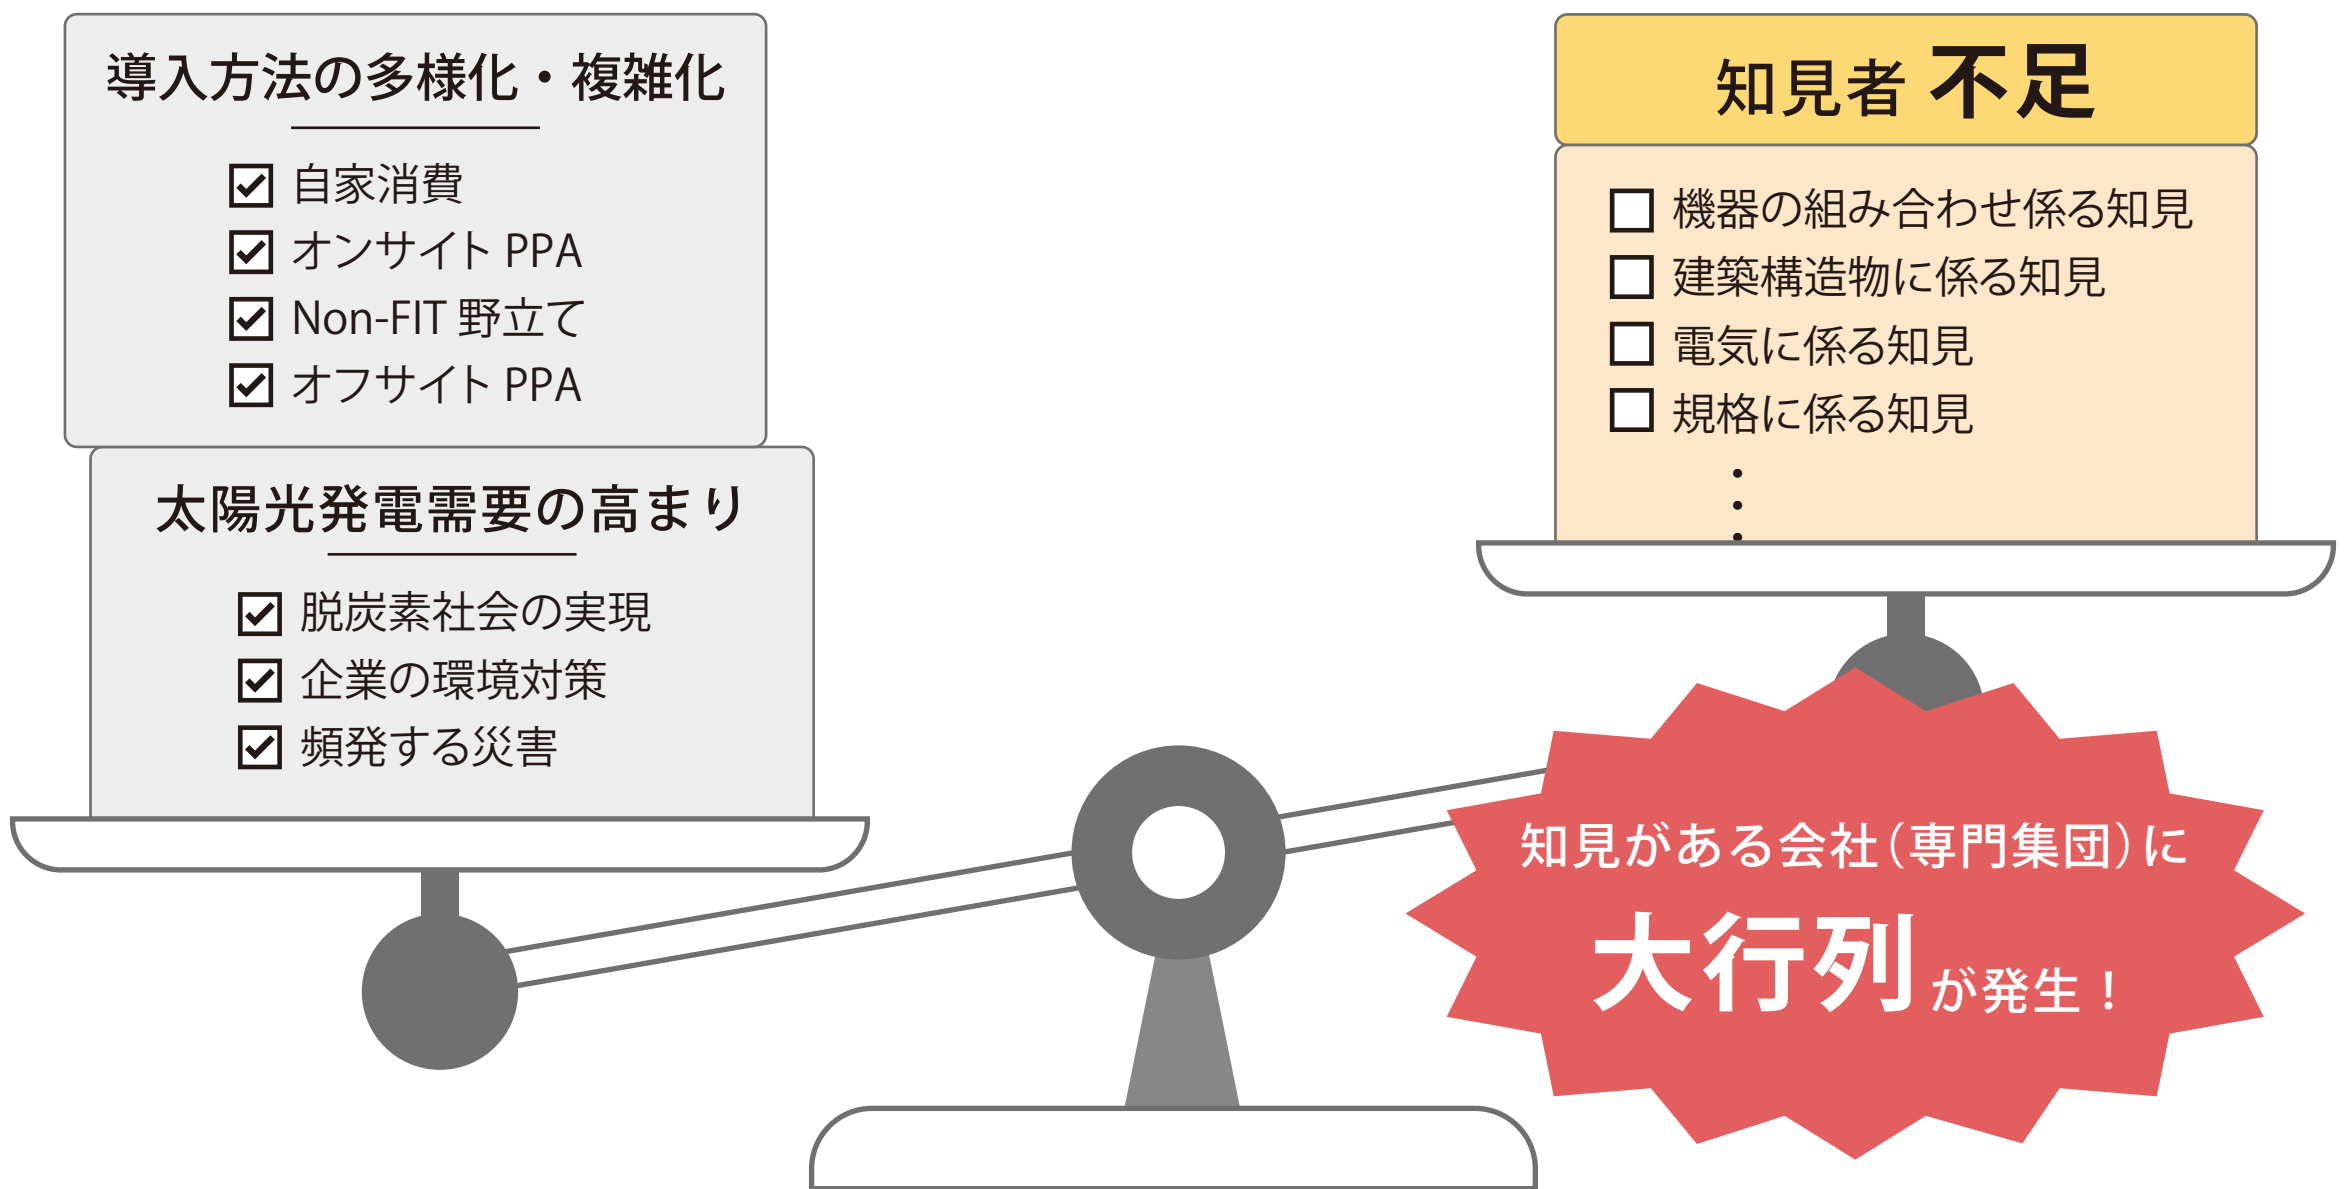 導入方法の多様化・複雑化
自家消費
オンサイト PPA
Non-FIT 野立て
オフサイト PPA
太陽光発電需要の高まり
脱炭素社会の実現
企業の環境対策
頻発する災害
知見者 不足
機器の組み合わせ係る知見
建築構造物に係る知見
電気に係る知見
規格に係る知見
・
・
・
知見がある会社（専門集団）に
大行列が発生！